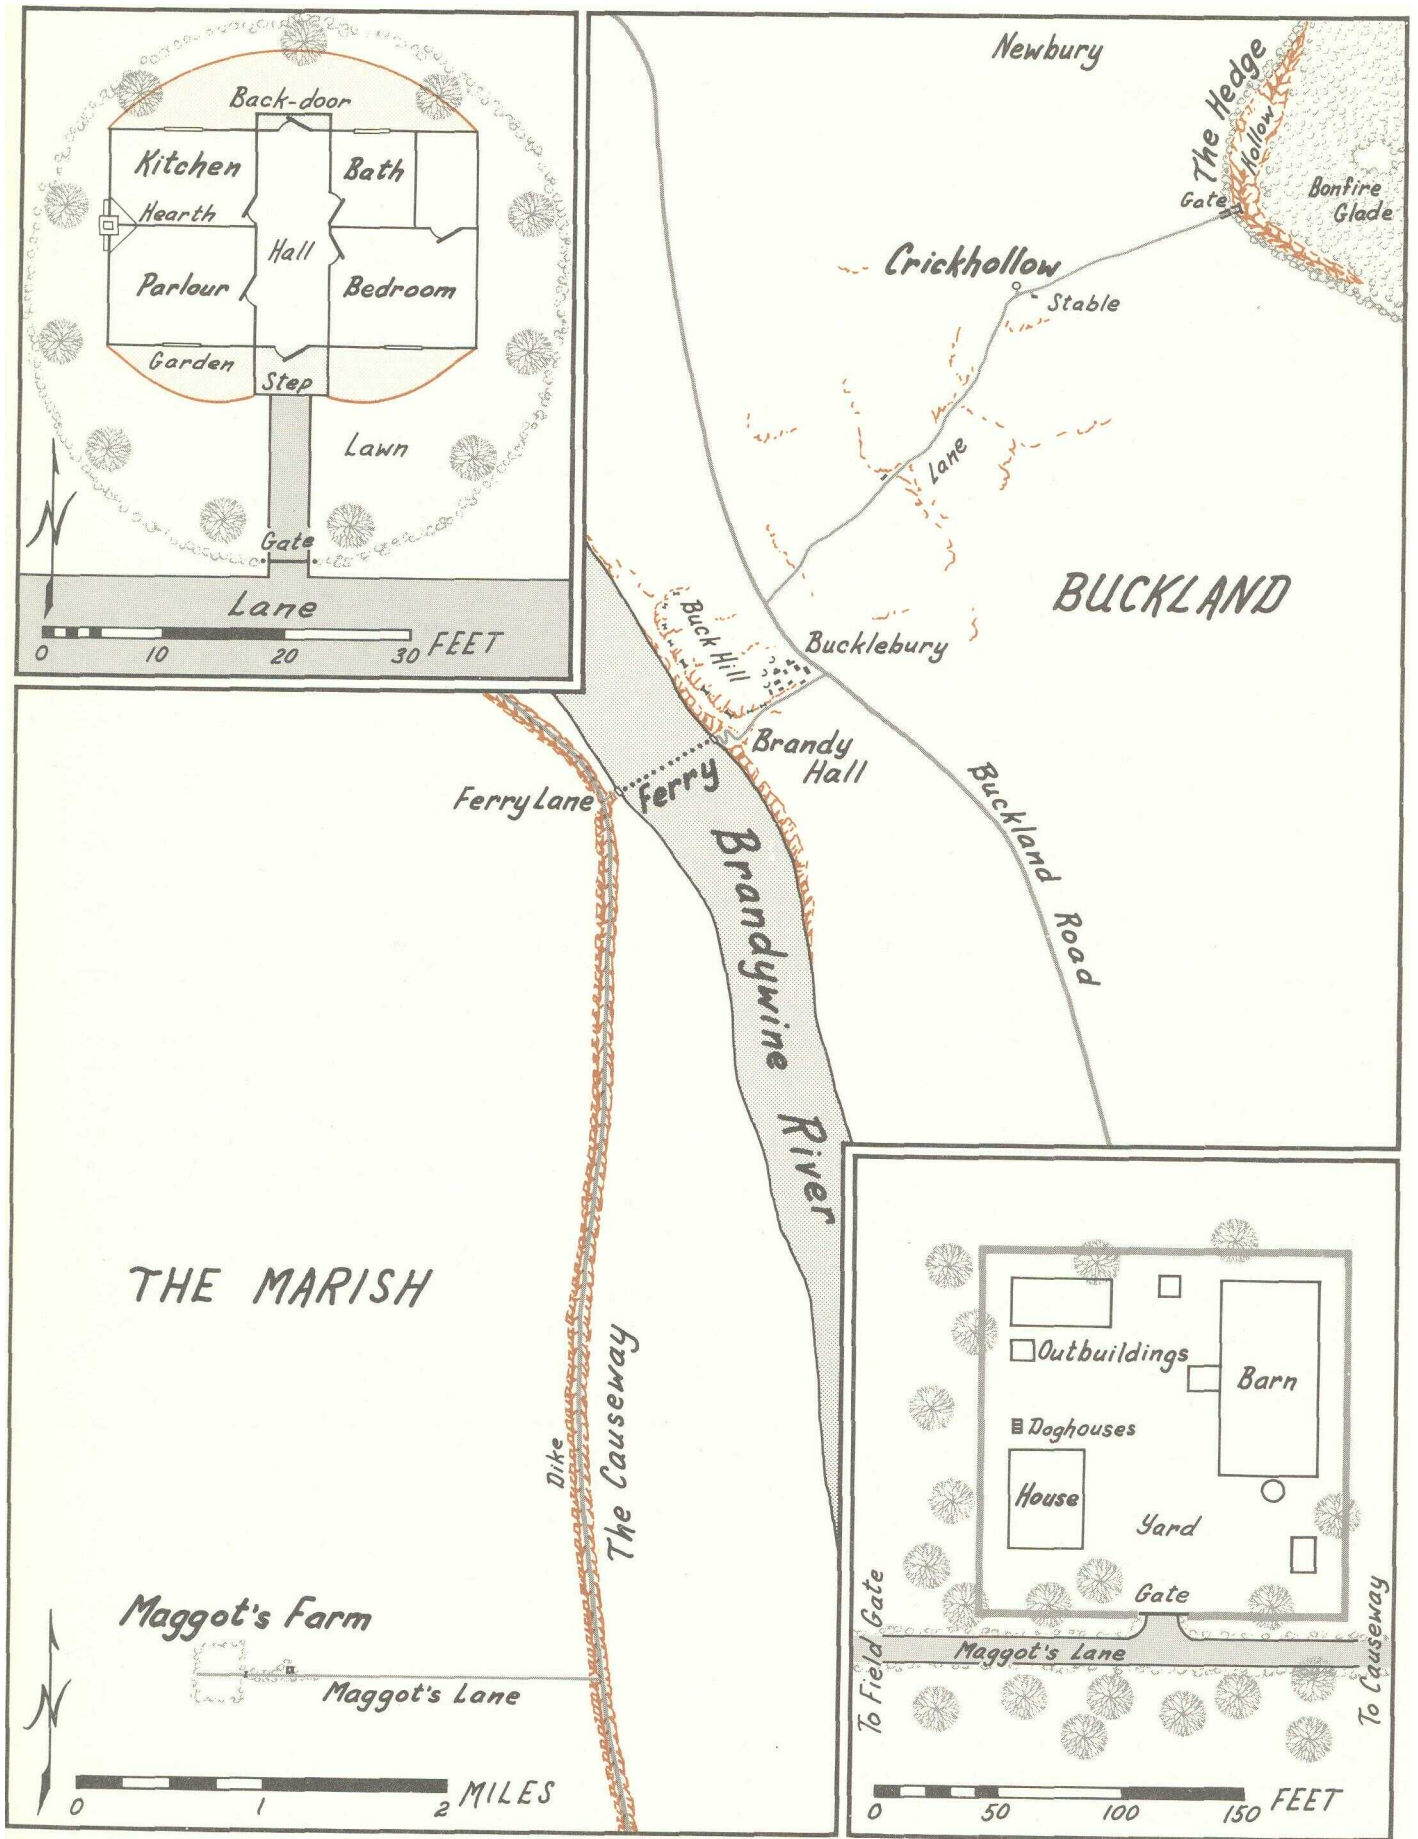 Back-door
Kitchen
Bath
Hearth
Hall
Parlour
Bedroom
Garden
Step
Lawn
N
Gate
Lane
0 10 20 30 FEET
Newbury
The Hedge
Hollow
Bonfire
Glade
Gate
Crickhollow
Stable
Lane
BUCKLAND
Buck Hill
Bucklebury
Brandy
Hall
Ferry
Ferry Lane
Buckland Road
Brandywine River
THE MARISH
Dike
The Causeway
Maggot's Farm
Maggot's Lane
N
0 1 2 MILES
Outbuildings
Barn
Doghouses
House
Yard
Gate
Maggot's Lane
To Field Gate
To Causeway
0 50 100 150 FEET